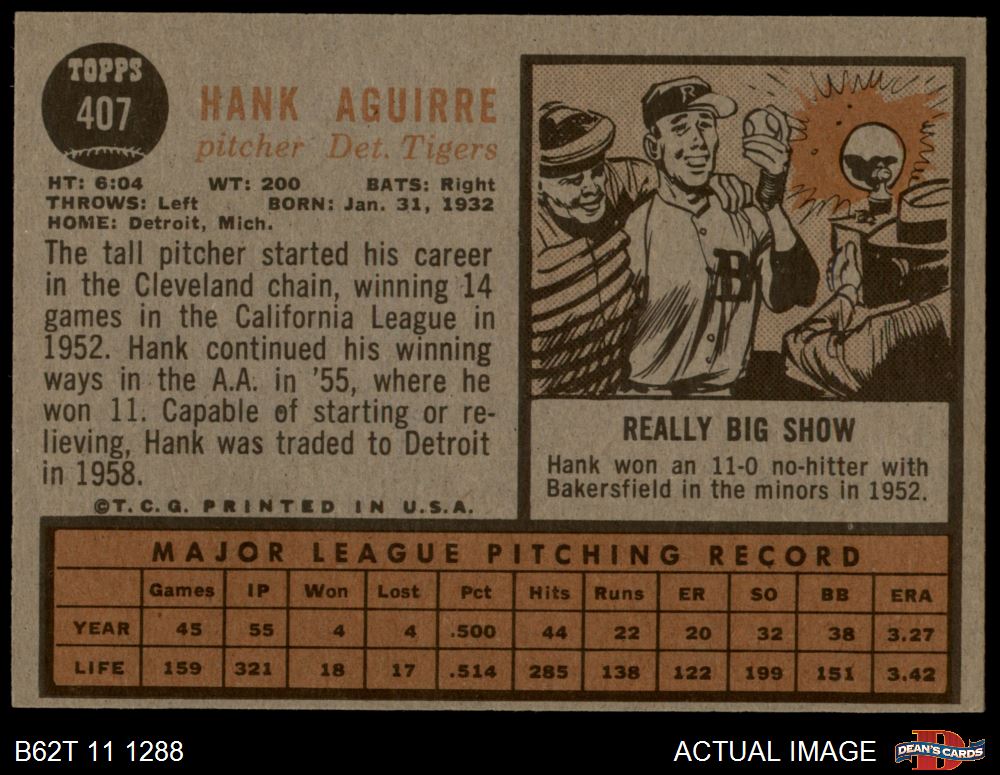 TOPPS
407
HANK AGUIRRE
pitcher Det. Tigers
HT: 6:04 WT: 200 BATS: Right
THROWS: Left BORN: Jan. 31, 1932
HOME: Detroit, Mich.
The tall pitcher started his career
in the Cleveland chain, winning 14
games in the California League in
1952. Hank continued his winning
ways in the A.A. in '55, where he
won 11. Capable of starting or re-
lieving, Hank was traded to Detroit
in 1958.
©T. C. G. PRINTED IN U.S.A.
R
B
REALLY BIG SHOW
Hank won an 11-0 no-hitter with
Bakersfield in the minors in 1952.
MAJOR LEAGUE PITCHING RECORD
Games IP Won Lost Pct Hits Runs ER SO BB ERA
YEAR 45 55 4 4 .500 44 22 20 32 38 3.27
LIFE 159 321 18 17 .514 285 138 122 199 151 3.42
B62T 11 1288
ACTUAL IMAGE
D
DEAN'S CARDS